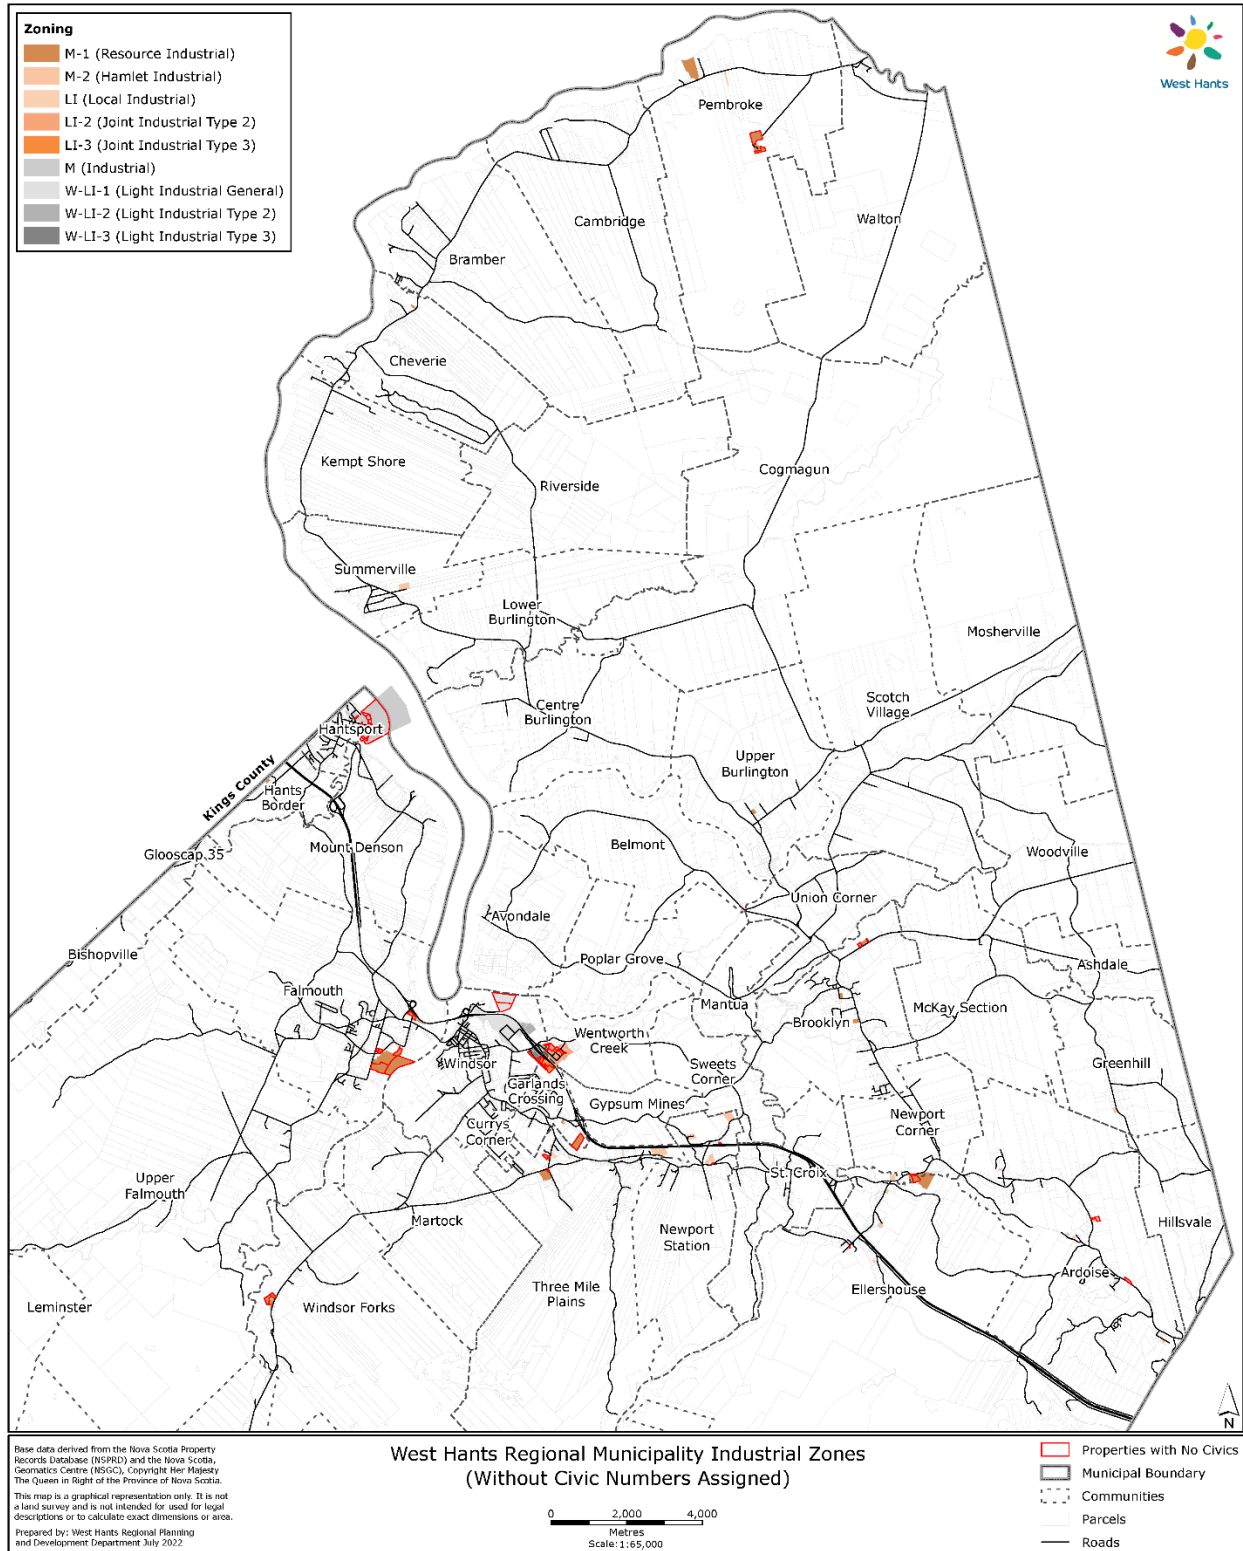 Zoning
M-1 (Resource Industrial)
M-2 (Hamlet Industrial)
LI (Local Industrial)
LI-2 (Joint Industrial Type 2)
LI-3 (Joint Industrial Type 3)
M (Industrial)
W-LI-1 (Light Industrial General)
W-LI-2 (Light Industrial Type 2)
W-LI-3 (Light Industrial Type 3)
West Hants
Pembroke
Cambridge
Walton
Bramber
Cheverie
Kempt Shore
Riverside
Cogmagun
Summerville
Lower
Burlington
Mosherville
Scotch
Village
Centre
Burlington
Hantsport
Kings County
Upper
Burlington
Hants
Border
Glooscap 35
Mount Denson
Belmont
Woodville
Union Corner
Avondale
Bishopville
Poplar Grove
Ashdale
Falmouth
Mantua
McKay Section
Brooklyn
Wentworth
Creek
Windsor
Sweets
Corner
Greenhill
Garlands
Crossing
Gypsum Mines
Currys
Corner
Newport
Corner
Upper
Falmouth
St. Croix
Martock
Newport
Station
Hillsvale
Ardoise
Three Mile
Plains
Ellershouse
Leminster
Windsor Forks
N
Base data derived from the Nova Scotia Property
Records Database (NSPRD) and the Nova Scotia,
Geomatics Centre (NSGC), Copyright Her Majesty
The Queen in Right of the Province of Nova Scotia.
This map is a graphical representation only. It is not
a land survey and is not intended for used for legal
descriptions or to calculate exact dimensions or area.
Prepared by: West Hants Regional Planning
and Development Department July 2022
West Hants Regional Municipality Industrial Zones
(Without Civic Numbers Assigned)
0 2,000 4,000
Metres
Scale: 1:65,000
Properties with No Civics
Municipal Boundary
Communities
Parcels
Roads